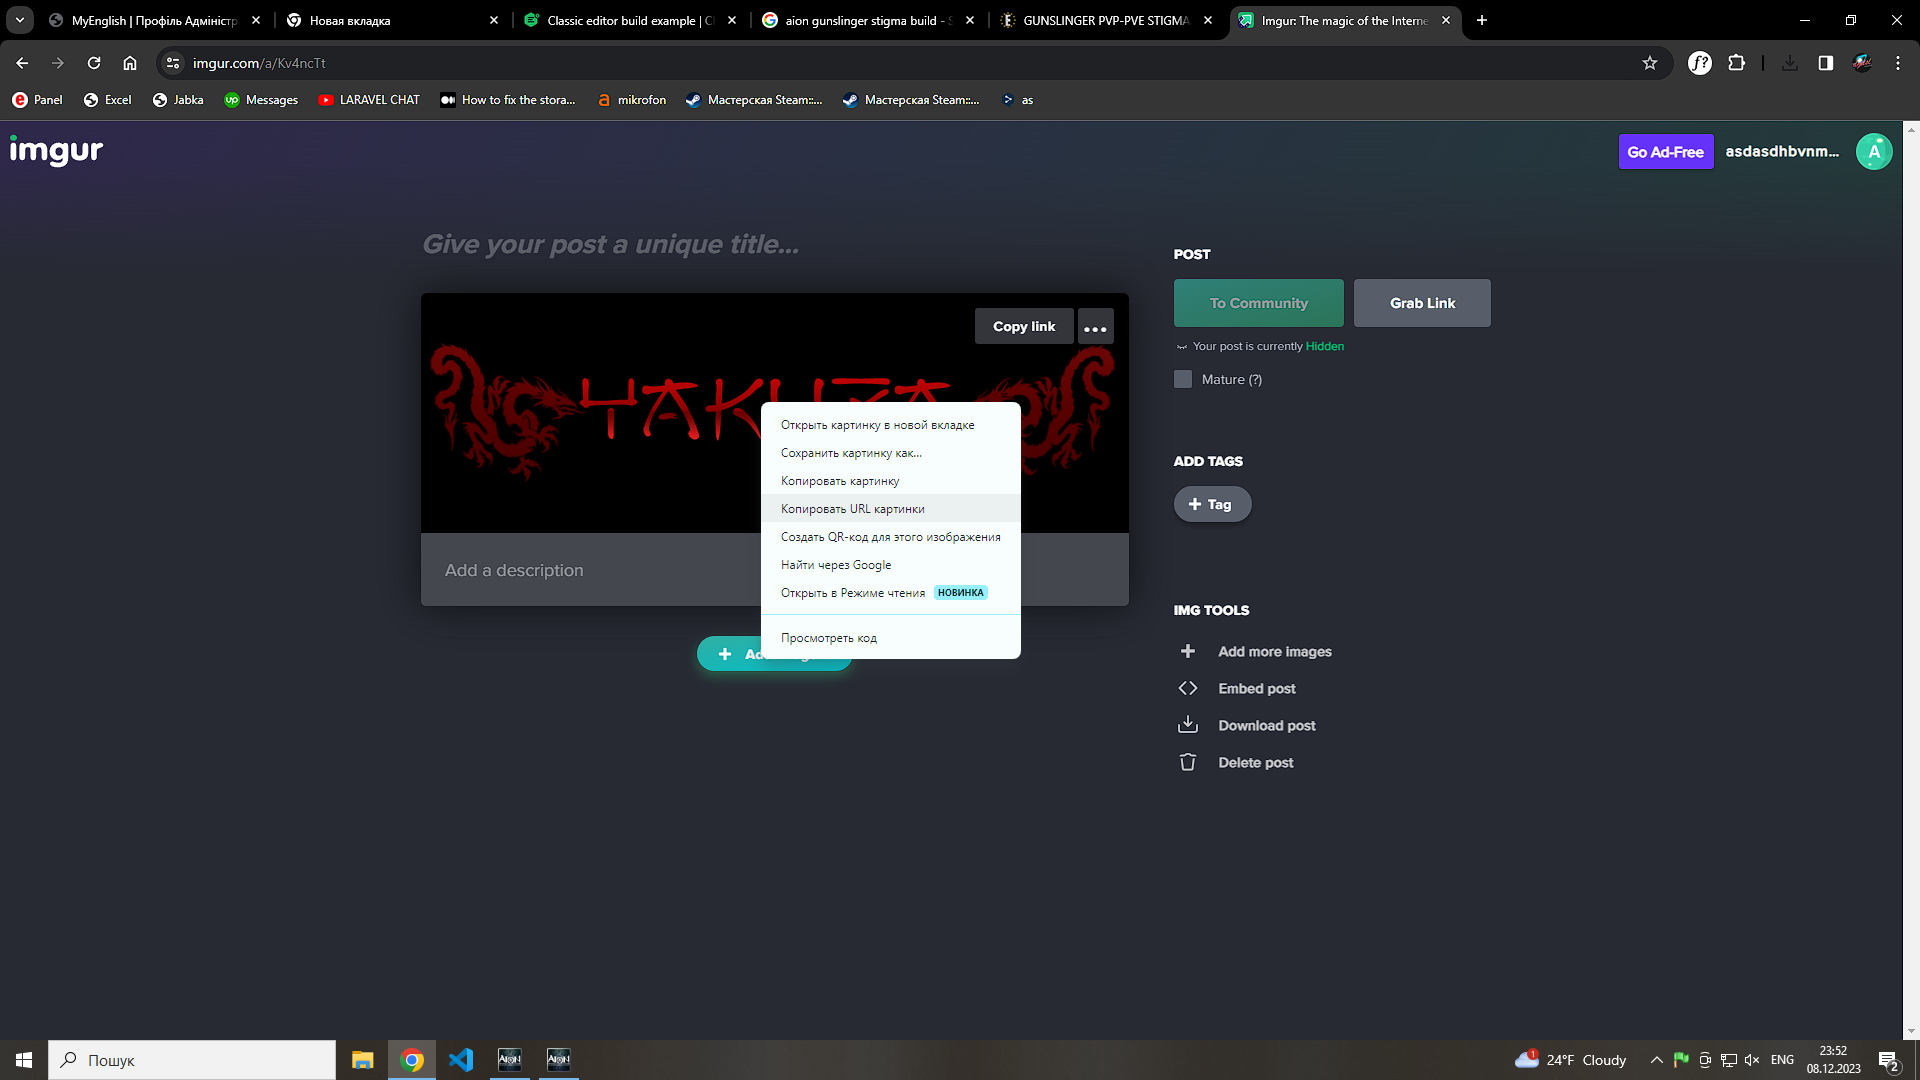 MyEnglish | Профіль Адміністр
Новая вкладка
Classic editor build example | C
aion gunslinger stigma build - S
GUNSLINGER PVP-PVE STIGMA
Imgur: The magic of the Interne
imgur.com/a/Kv4ncTt
f?
Panel
Excel
Jabka
up
Messages
LARAVEL CHAT
How to fix the stora...
a
mikrofon
Мастерская Steam::...
Мастерская Steam::...
as
imgur
Go Ad-Free
asdasdhbvnm...
A
Give your post a unique title...
POST
To Community
Grab Link
Copy link
...
Your post is currently Hidden
Mature (?)
YAKUZA
Открыть картинку в новой вкладке
Сохранить картинку как...
Копировать картинку
Копировать URL картинки
Создать QR-код для этого изображения
Найти через Google
Открыть в Режиме чтения НОВИНКА
Просмотреть код
ADD TAGS
+ Tag
Add a description
IMG TOOLS
Add more images
Embed post
Download post
Delete post
Пошук
AION
AION
1
24°F Cloudy
ENG
23:52
08.12.2023
2